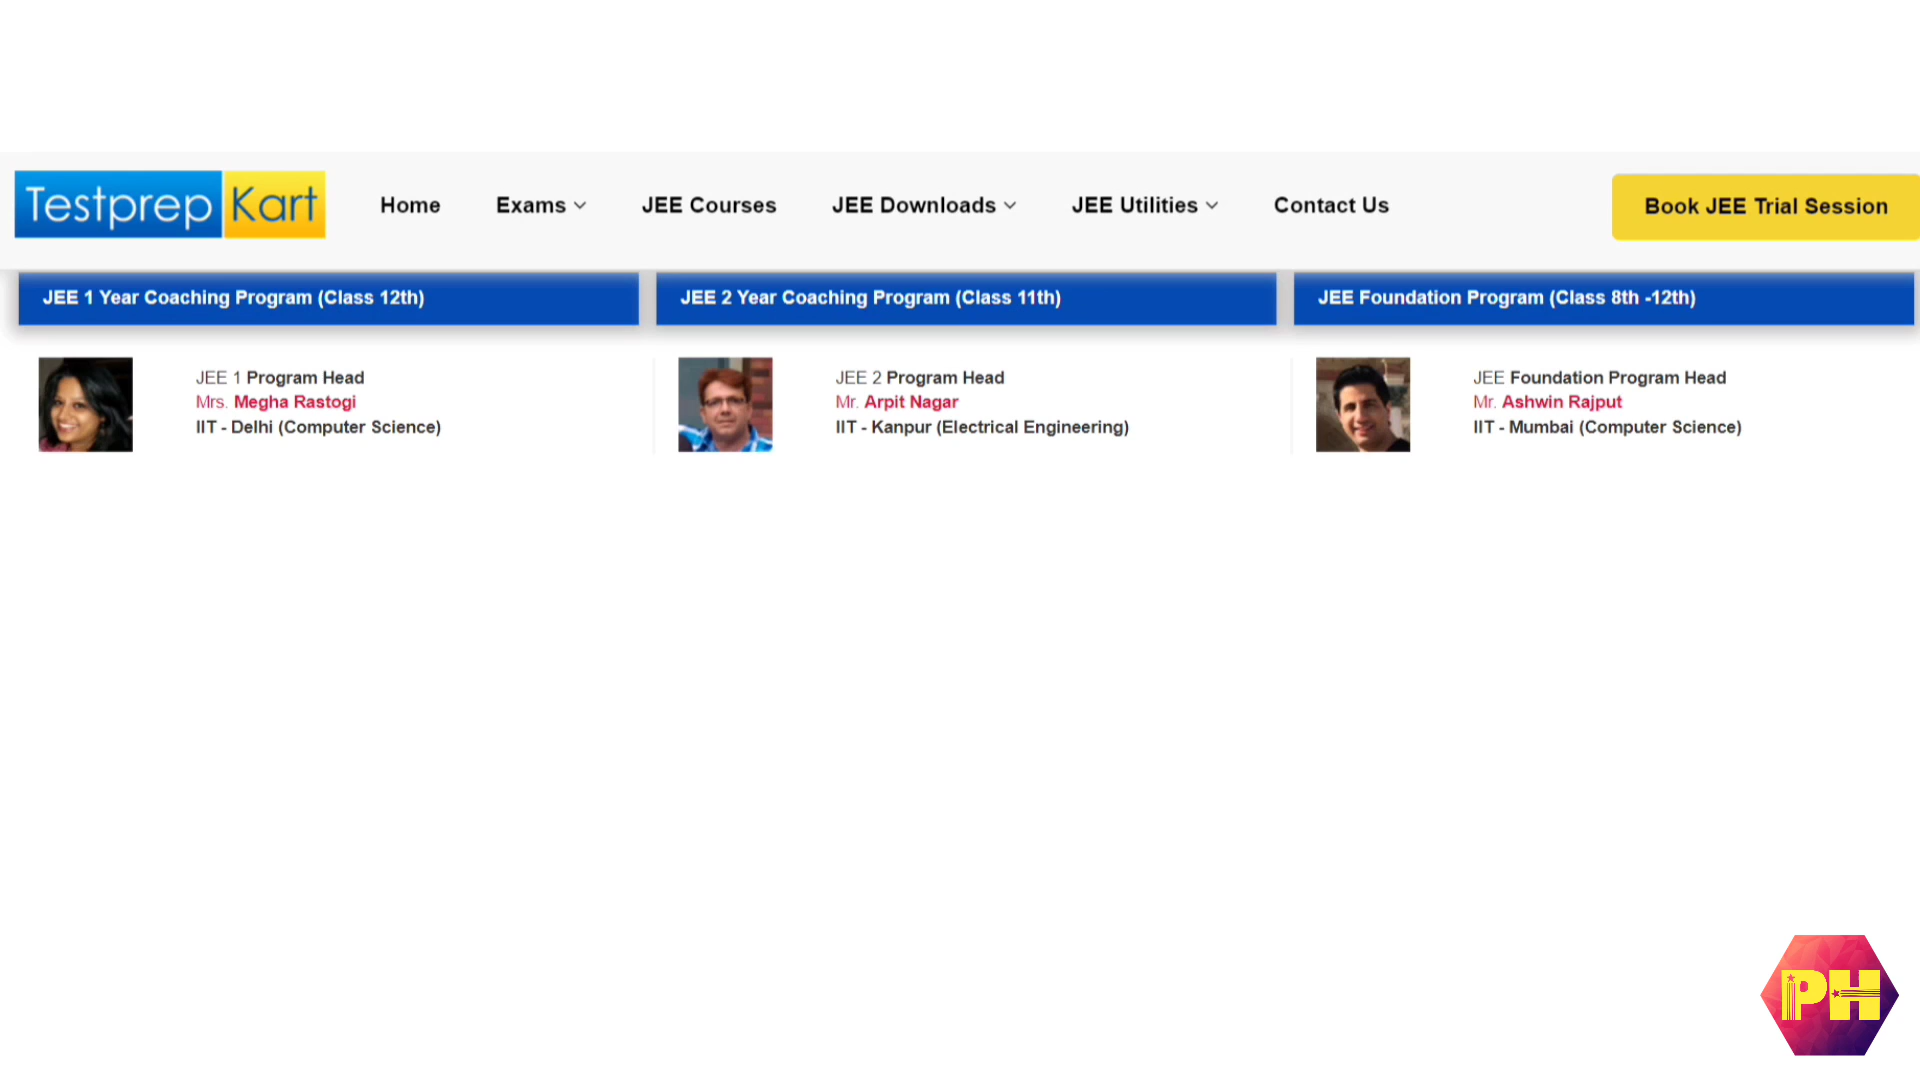 Testprep Kart
Home
Exams
JEE Courses
JEE Downloads
JEE Utilities
Contact Us
Book JEE Trial Session
JEE 1 Year Coaching Program (Class 12th)
JEE 1 Program Head
Mrs. Megha Rastogi
IIT - Delhi (Computer Science)
JEE 2 Year Coaching Program (Class 11th)
JEE 2 Program Head
Mr. Arpit Nagar
IIT - Kanpur (Electrical Engineering)
JEE Foundation Program (Class 8th -12th)
JEE Foundation Program Head
Mr. Ashwin Rajput
IIT - Mumbai (Computer Science)
PH